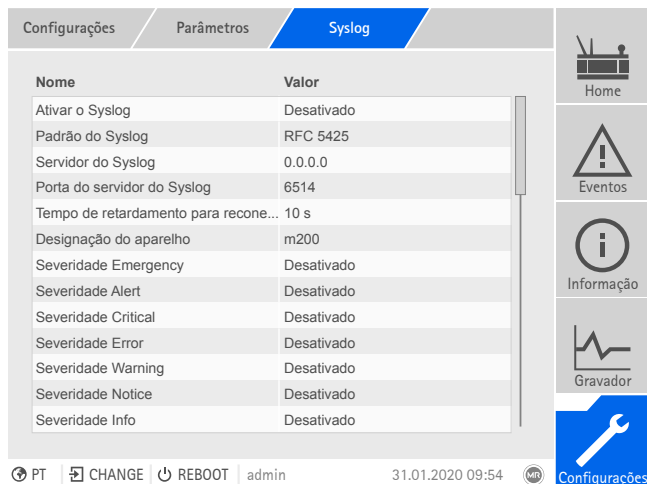 Configurações Parâmetros Syslog
Nome Valor
Ativar o Syslog Desativado
Padrão do Syslog RFC 5425
Servidor do Syslog 0.0.0.0
Porta do servidor do Syslog 6514
Tempo de retardamento para recone... 10 s
Designação do aparelho m200
Severidade Emergency Desativado
Severidade Alert Desativado
Severidade Critical Desativado
Severidade Error Desativado
Severidade Warning Desativado
Severidade Notice Desativado
Severidade Info Desativado
Home
Eventos
Informação
Gravador
Configurações
PT CHANGE REBOOT admin 31.01.2020 09:54 MR